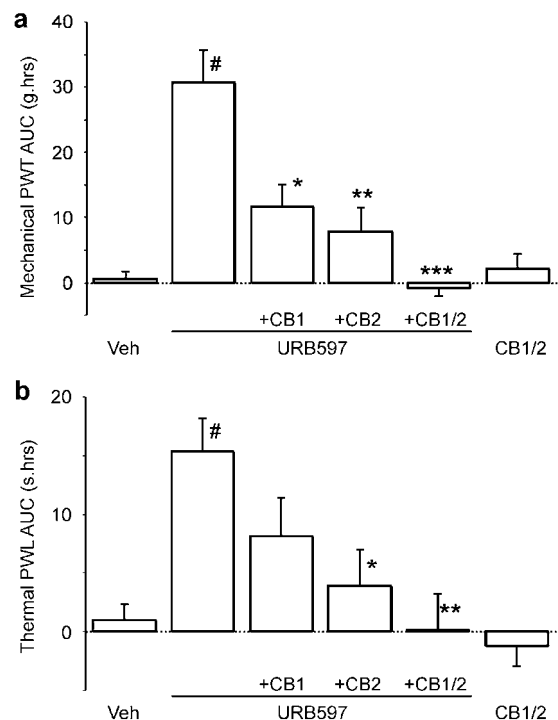 a
Mechanical PWT AUC (g.hrs)
40
30
20
10
0
#
*
**
***
+CB1 +CB2 +CB1/2
Veh URB597 CB1/2
b
Thermal PWL AUC (s.hrs)
20
10
0
#
*
**
+CB1 +CB2 +CB1/2
Veh URB597 CB1/2